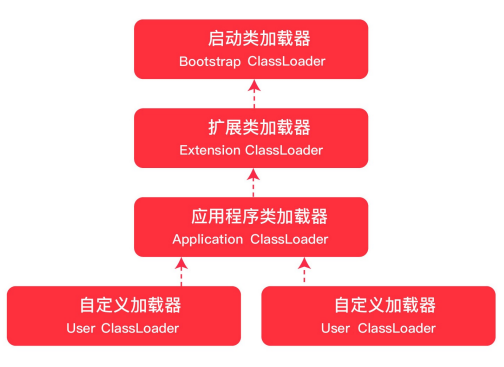 启动类加载器
Bootstrap ClassLoader
扩展类加载器
Extension ClassLoader
应用程序类加载器
Application ClassLoader
自定义加载器
User ClassLoader
自定义加载器
User ClassLoader